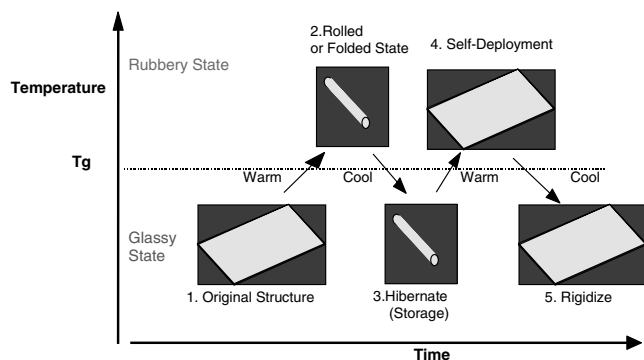 2.Rolled
or Folded State
4. Self-Deployment
Rubbery State
Temperature
Tg
Warm
Cool
Warm
Cool
Glassy
State
1. Original Structure
3.Hibernate
(Storage)
5. Rigidize
Time